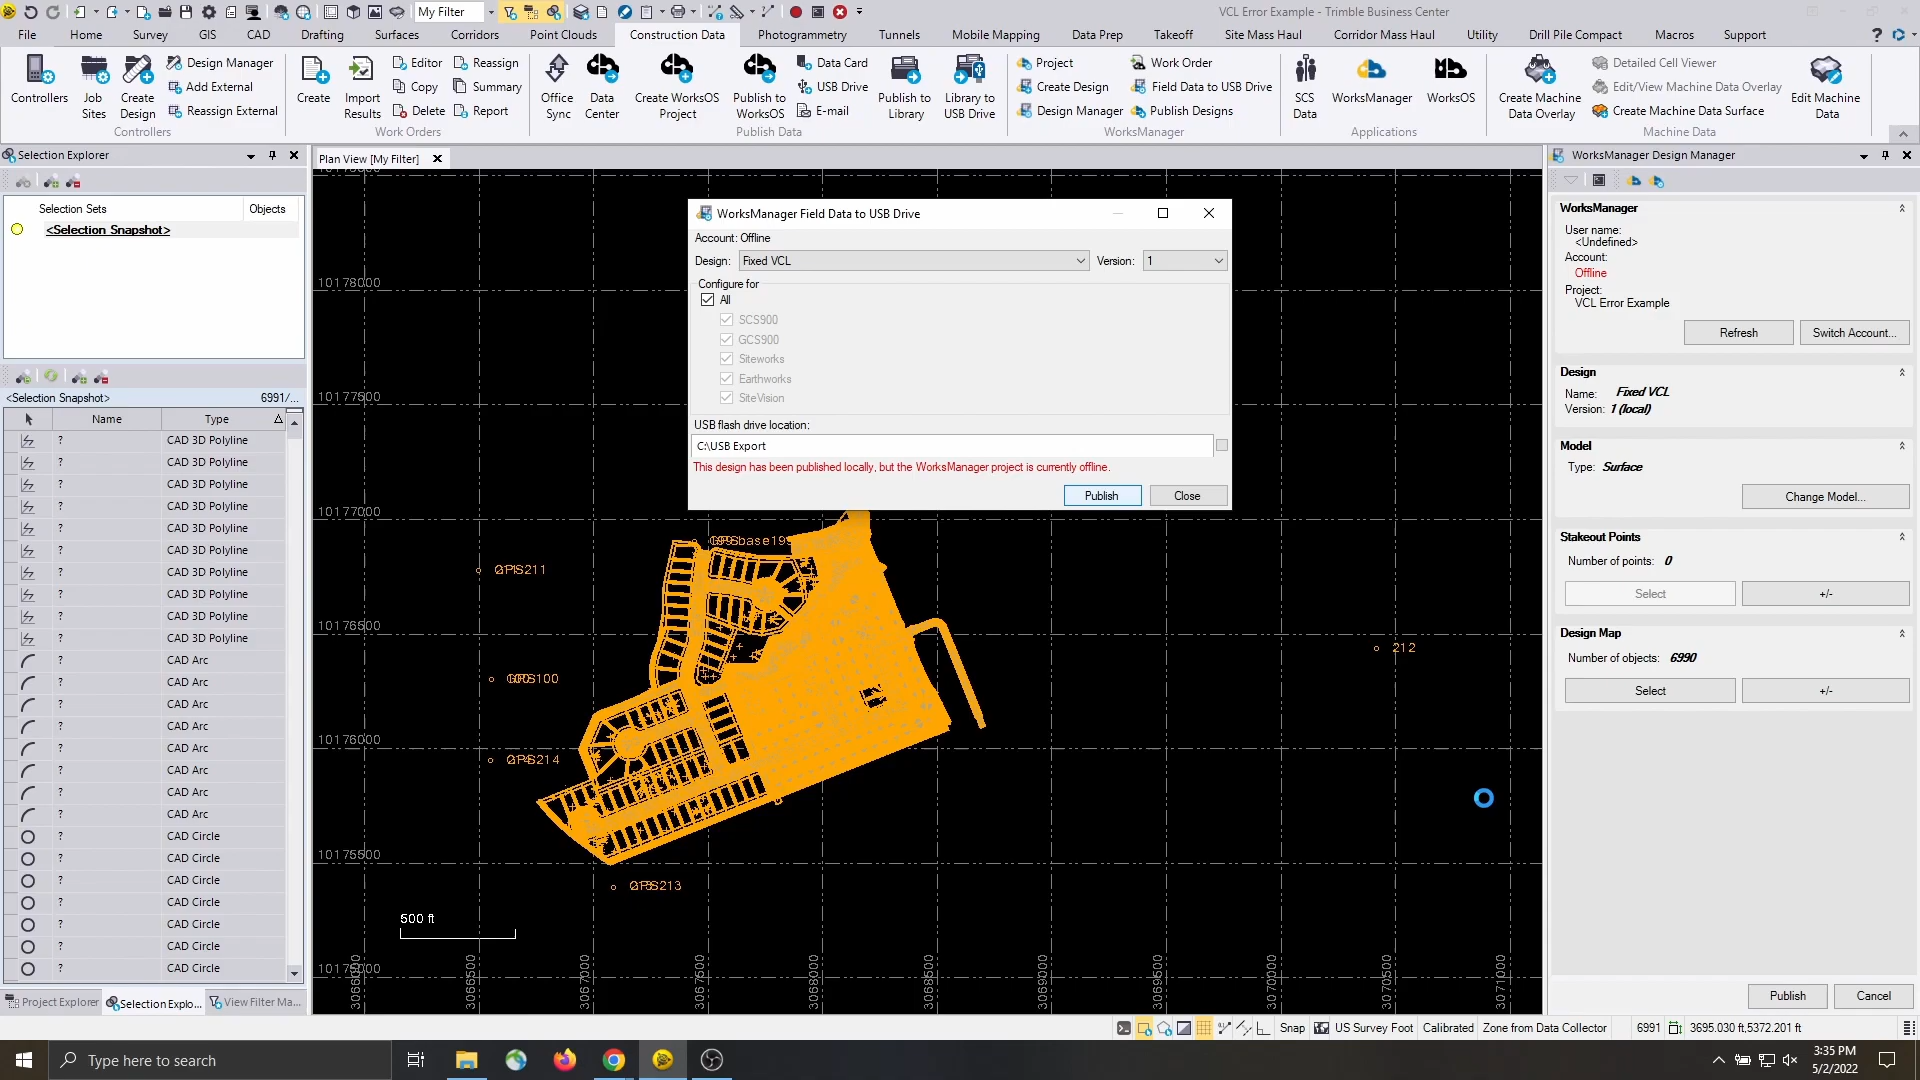 My Filter
VCL Error Example - Trimble Business Center
File Home Survey GIS CAD Drafting Surfaces Corridors Point Clouds Construction Data Photogrammetry Tunnels Mobile Mapping Data Prep Takeoff Site Mass Haul Corridor Mass Haul Utility Drill Pile Compact Macros Support
Controllers
Job Sites
Create Design
Design Manager
Add External
Reassign External
Controllers
Create
Import Results
Editor
Copy
Delete
Reassign
Summary
Report
Work Orders
Office Sync
Data Center
Create WorksOS Project
Publish to WorksOS
Data Card
USB Drive
E-mail
Publish to Library
Library to USB Drive
Publish Data
Project
Create Design
Design Manager
Work Order
Field Data to USB Drive
Publish Designs
WorksManager
SCS Data
WorksManager
WorksOS
Applications
Create Machine Data Overlay
Detailed Cell Viewer
Edit/View Machine Data Overlay
Create Machine Data Surface
Edit Machine Data
Machine Data
Selection Explorer
Selection Sets Objects
<Selection Snapshot>
<Selection Snapshot> 6991/...
Name Type
? CAD 3D Polyline
? CAD 3D Polyline
? CAD 3D Polyline
? CAD 3D Polyline
? CAD 3D Polyline
? CAD 3D Polyline
? CAD 3D Polyline
? CAD 3D Polyline
? CAD 3D Polyline
? CAD 3D Polyline
? CAD Arc
? CAD Arc
? CAD Arc
? CAD Arc
? CAD Arc
? CAD Arc
? CAD Arc
? CAD Arc
? CAD Circle
? CAD Circle
? CAD Circle
? CAD Circle
? CAD Circle
? CAD Circle
? CAD Circle
Project Explorer Selection Explo... View Filter Ma...
Plan View [My Filter]
10178000
10177500
10177000
10176500
10176000
10175500
10175000
212
500 ft
3066000 3066500 3067000 3067500 3068000 3068500 3069000 3069500 3070000 3070500 3071000
WorksManager Field Data to USB Drive
Account: Offline
Design: Fixed VCL Version: 1
Configure for
All
SCS900
GCS900
Siteworks
Earthworks
SiteVision
USB flash drive location:
C:\USB Export
This design has been published locally, but the WorksManager project is currently offline.
Publish Close
WorksManager Design Manager
WorksManager
User name:
<Undefined>
Account:
Offline
Project:
VCL Error Example
Refresh Switch Account...
Design
Name: Fixed VCL
Version: 1 (local)
Model
Type: Surface
Change Model...
Stakeout Points
Number of points: 0
Select +/-
Design Map
Number of objects: 6990
Select +/-
Publish Cancel
Snap US Survey Foot Calibrated Zone from Data Collector 6991 3695.030 ft,5372.201 ft
Type here to search
3:35 PM
5/2/2022